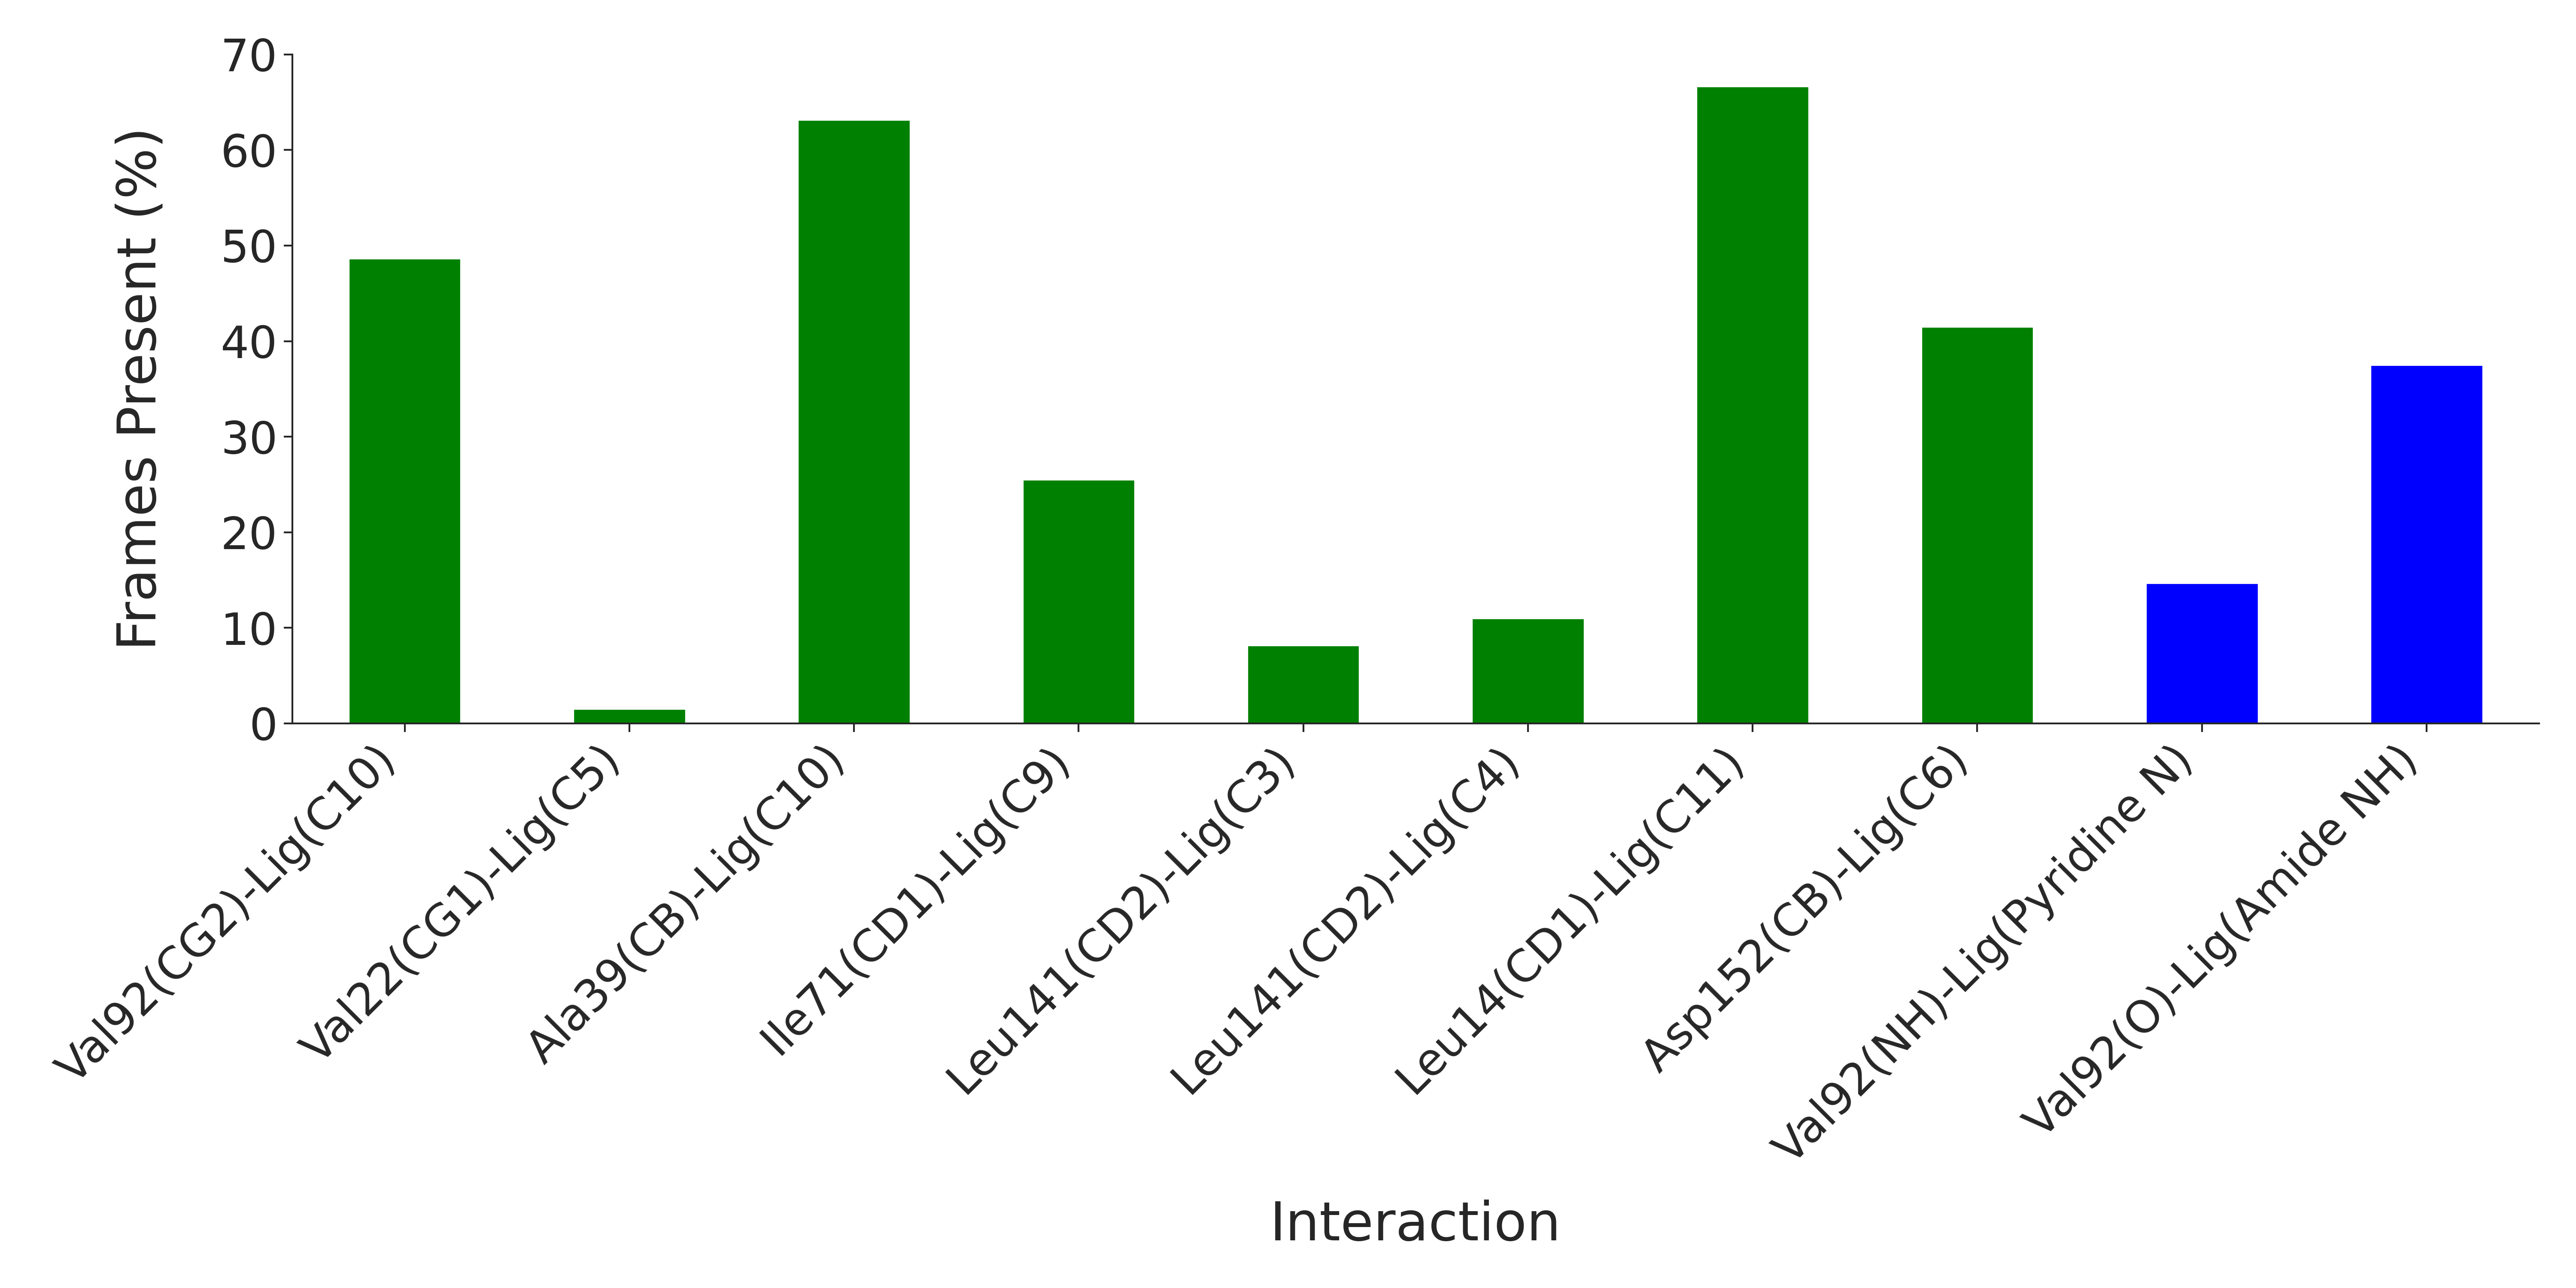 Frames Present (%)
70
60
50
40
30
20
10
0
Val92(CG2)-Lig(C10)
Val22(CG1)-Lig(C5)
Ala39(CB)-Lig(C10)
Ile71(CD1)-Lig(C9)
Leu141(CD2)-Lig(C3)
Leu141(CD2)-Lig(C4)
Leu14(CD1)-Lig(C11)
Asp152(CB)-Lig(C6)
Val92(NH)-Lig(Pyridine N)
Val92(O)-Lig(Amide NH)
Interaction